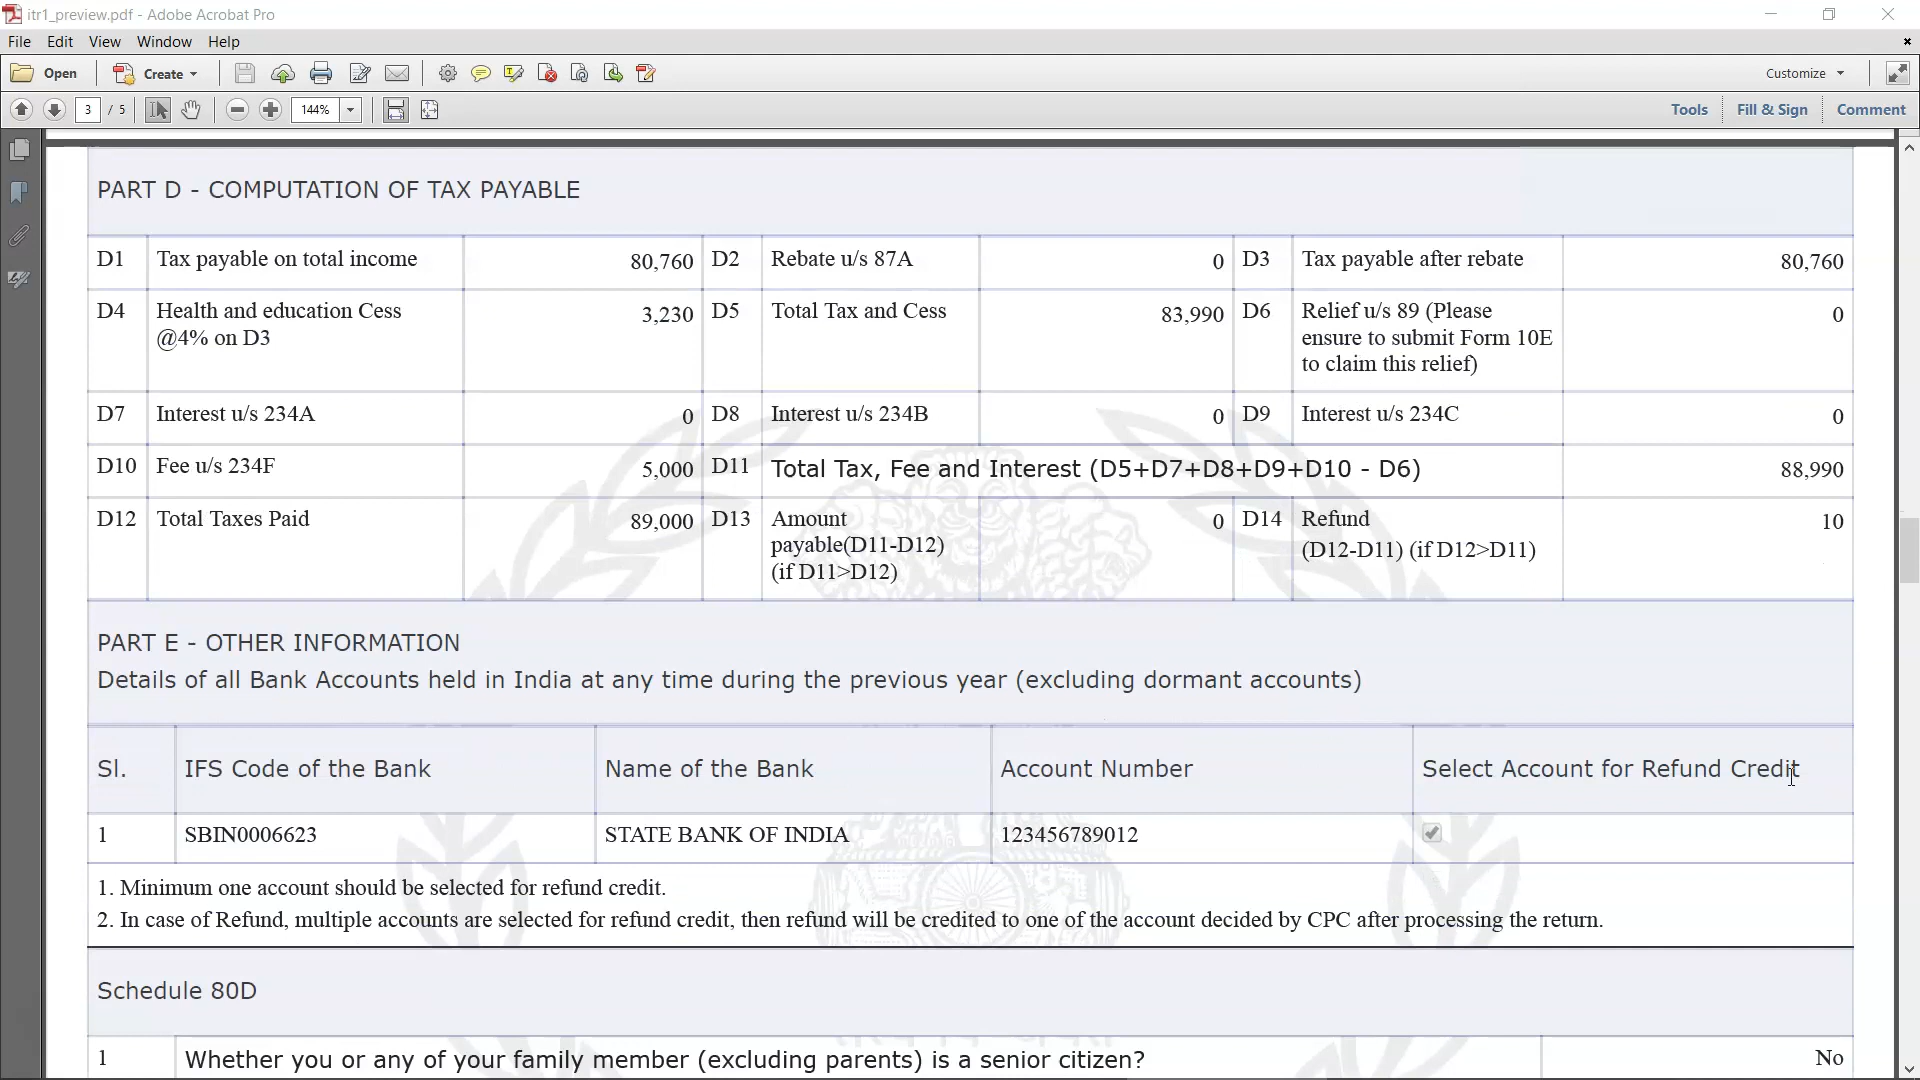 itr1_preview.pdf - Adobe Acrobat Pro
File Edit View Window Help
Open Create Customize
3 / 5 144% Tools Fill & Sign Comment
PART D - COMPUTATION OF TAX PAYABLE
D1 Tax payable on total income 80,760 D2 Rebate u/s 87A 0 D3 Tax payable after rebate 80,760
D4 Health and education Cess 3,230 D5 Total Tax and Cess 83,990 D6 Relief u/s 89 (Please 0
@4% on D3 ensure to submit Form 10E
to claim this relief)
D7 Interest u/s 234A 0 D8 Interest u/s 234B 0 D9 Interest u/s 234C 0
D10 Fee u/s 234F 5,000 D11 Total Tax, Fee and Interest (D5+D7+D8+D9+D10 - D6) 88,990
D12 Total Taxes Paid 89,000 D13 Amount 0 D14 Refund 10
payable(D11-D12) (D12-D11) (if D12>D11)
(if D11>D12)
PART E - OTHER INFORMATION
Details of all Bank Accounts held in India at any time during the previous year (excluding dormant accounts)
Sl. IFS Code of the Bank Name of the Bank Account Number Select Account for Refund Credit
1 SBIN0006623 STATE BANK OF INDIA 123456789012
1. Minimum one account should be selected for refund credit.
2. In case of Refund, multiple accounts are selected for refund credit, then refund will be credited to one of the account decided by CPC after processing the return.
Schedule 80D
1 Whether you or any of your family member (excluding parents) is a senior citizen? No